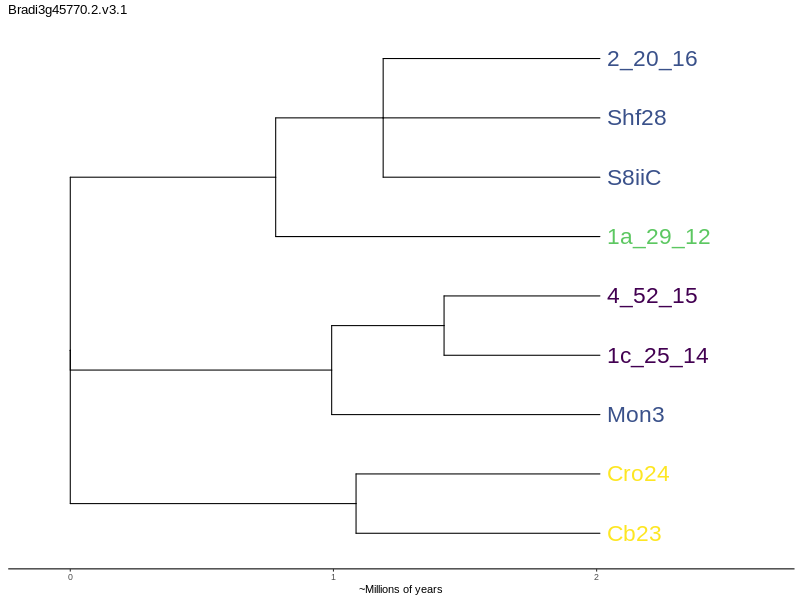 Bradi3g45770.2.v3.1
2_20_16
Shf28
S8iiC
1a_29_12
4_52_15
1c_25_14
Mon3
Cro24
Cb23
0 1 2
~Millions of years